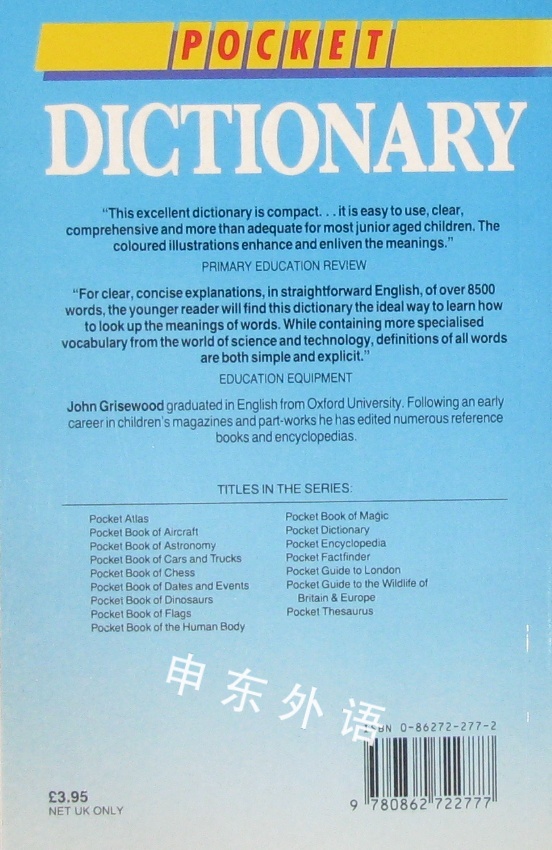 POCKET
DICTIONARY
“This excellent dictionary is compact. . . it is easy to use, clear,
comprehensive and more than adequate for most junior aged children. The
coloured illustrations enhance and enliven the meanings.”
PRIMARY EDUCATION REVIEW
“For clear, concise explanations, in straightforward English, of over 8500
words, the younger reader will find this dictionary the ideal way to learn how
to look up the meanings of words. While containing more specialised
vocabulary from the world of science and technology, definitions of all words
are both simple and explicit.”
EDUCATION EQUIPMENT
John Grisewood graduated in English from Oxford University. Following an early
career in children's magazines and part-works he has edited numerous reference
books and encyclopedias.
TITLES IN THE SERIES:
Pocket Atlas
Pocket Book of Aircraft
Pocket Book of Astronomy
Pocket Book of Cars and Trucks
Pocket Book of Chess
Pocket Book of Dates and Events
Pocket Book of Dinosaurs
Pocket Book of Flags
Pocket Book of the Human Body
Pocket Book of Magic
Pocket Dictionary
Pocket Encyclopedia
Pocket Factfinder
Pocket Guide to London
Pocket Guide to the Wildlife of
Britain & Europe
Pocket Thesaurus
申东外语
ISBN 0-86272-277-2
9 780862 722777
£3.95
NET UK ONLY